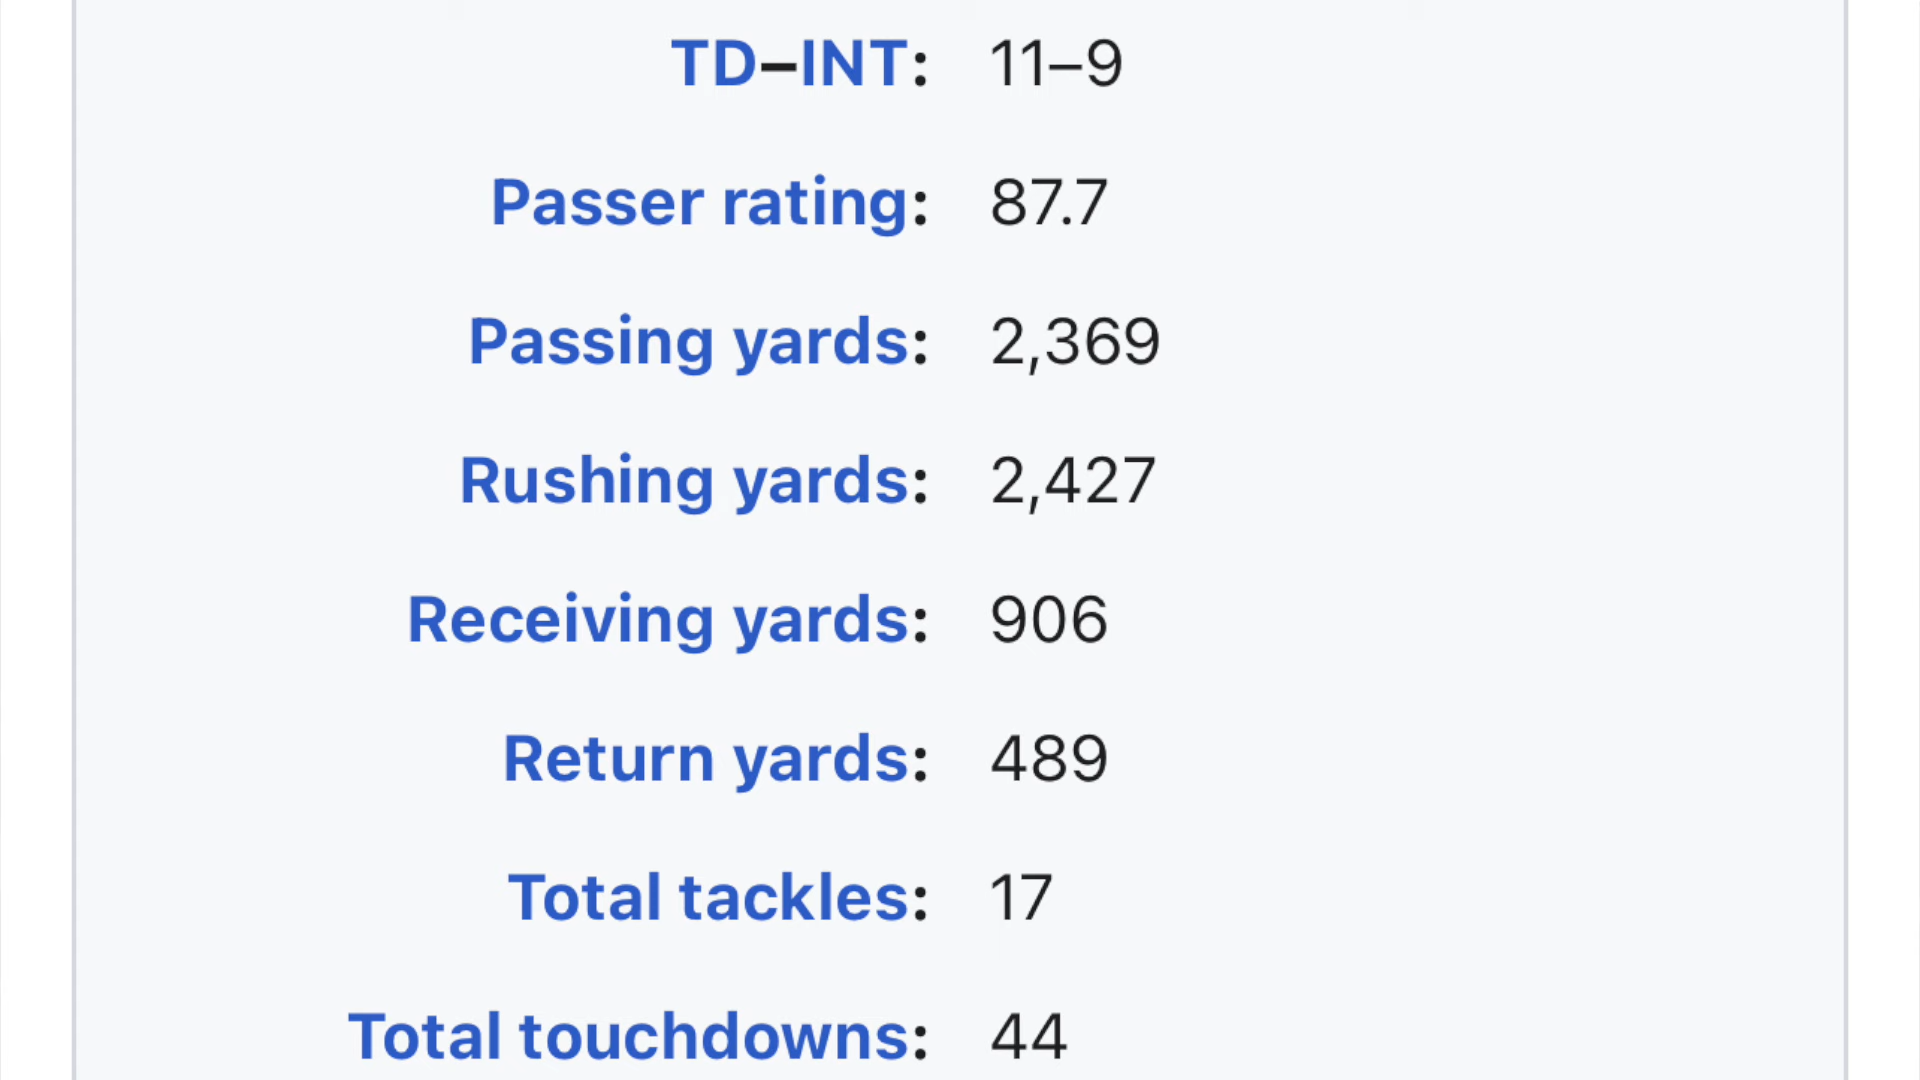 TD–INT: 11–9
Passer rating: 87.7
Passing yards: 2,369
Rushing yards: 2,427
Receiving yards: 906
Return yards: 489
Total tackles: 17
Total touchdowns: 44